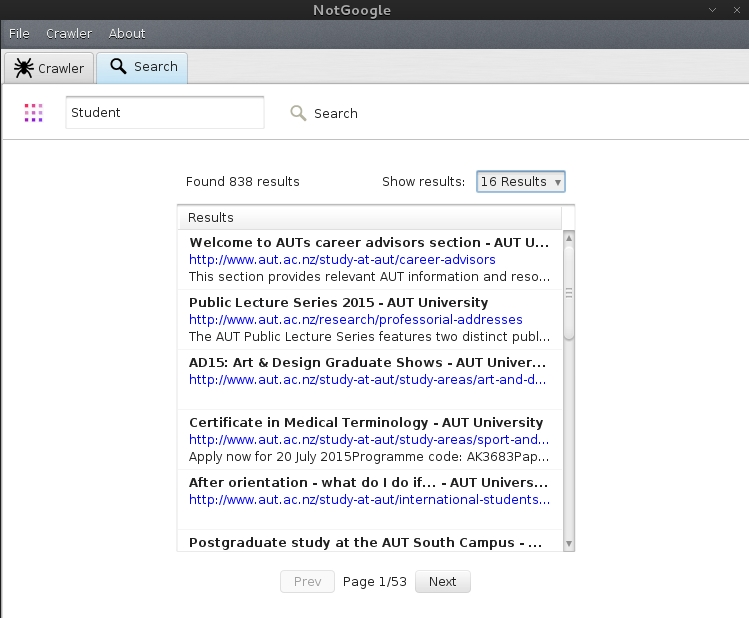 NotGoogle
File Crawler About
Crawler Search
Student Search
Found 838 results Show results: 16 Results
Results
Welcome to AUTs career advisors section - AUT U...
http://www.aut.ac.nz/study-at-aut/career-advisors
This section provides relevant AUT information and reso...
Public Lecture Series 2015 - AUT University
http://www.aut.ac.nz/research/professorial-addresses
The AUT Public Lecture Series features two distinct publ...
AD15: Art & Design Graduate Shows - AUT Univer...
http://www.aut.ac.nz/study-at-aut/study-areas/art-and-d...
Certificate in Medical Terminology - AUT University
http://www.aut.ac.nz/study-at-aut/study-areas/sport-and...
Apply now for 20 July 2015Programme code: AK3683Pap...
After orientation - what do I do if... - AUT Univers...
http://www.aut.ac.nz/study-at-aut/international-students...
Postgraduate study at the AUT South Campus - ...
Prev Page 1/53 Next